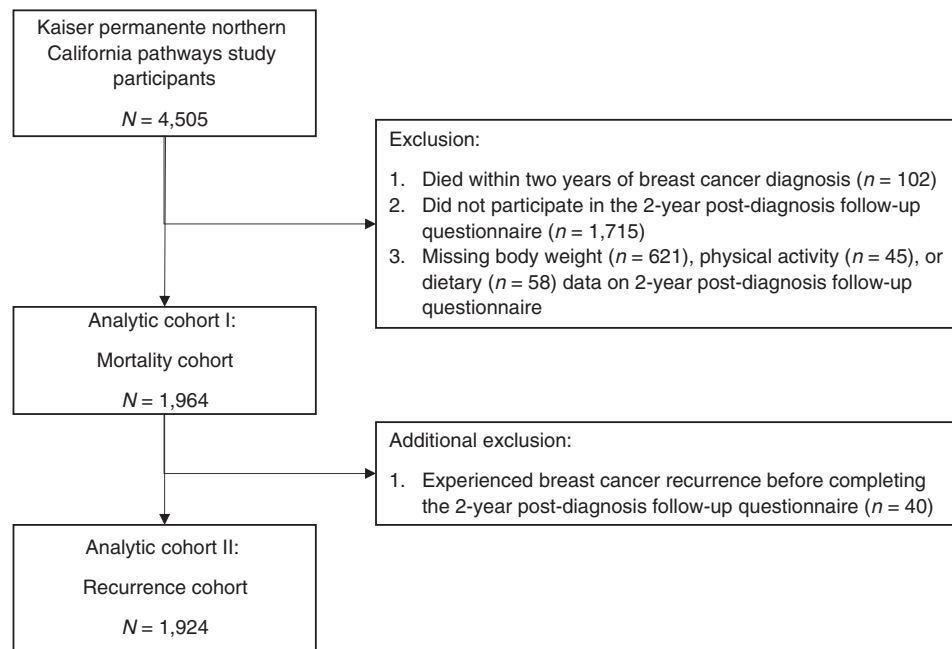 Kaiser permanente northern
California pathways study
participants
N = 4,505
Exclusion:
1. Died within two years of breast cancer diagnosis (n = 102)
2. Did not participate in the 2-year post-diagnosis follow-up
questionnaire (n = 1,715)
3. Missing body weight (n = 621), physical activity (n = 45), or
dietary (n = 58) data on 2-year post-diagnosis follow-up
questionnaire
Analytic cohort I:
Mortality cohort
N = 1,964
Additional exclusion:
1. Experienced breast cancer recurrence before completing
the 2-year post-diagnosis follow-up questionnaire (n = 40)
Analytic cohort II:
Recurrence cohort
N = 1,924